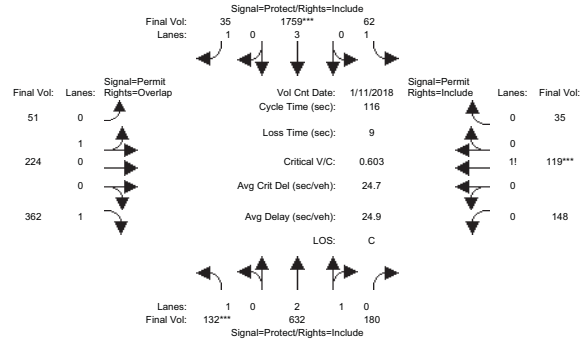 Signal=Protect/Rights=Include
Final Vol: 35 1759*** 62
Lanes: 1 0 3 0 1
Signal=Permit Signal=Permit
Final Vol: Lanes: Rights=Overlap Vol Cnt Date: 1/11/2018 Rights=Include Lanes: Final Vol:
Cycle Time (sec): 116
51 0 0 35
Loss Time (sec): 9
1 0
224 0 Critical V/C: 0.603 1! 119***
0 Avg Crit Del (sec/veh): 24.7 0
362 1 Avg Delay (sec/veh): 24.9 0 148
LOS: C
Lanes: 1 0 2 1 0
Final Vol: 132*** 632 180
Signal=Protect/Rights=Include